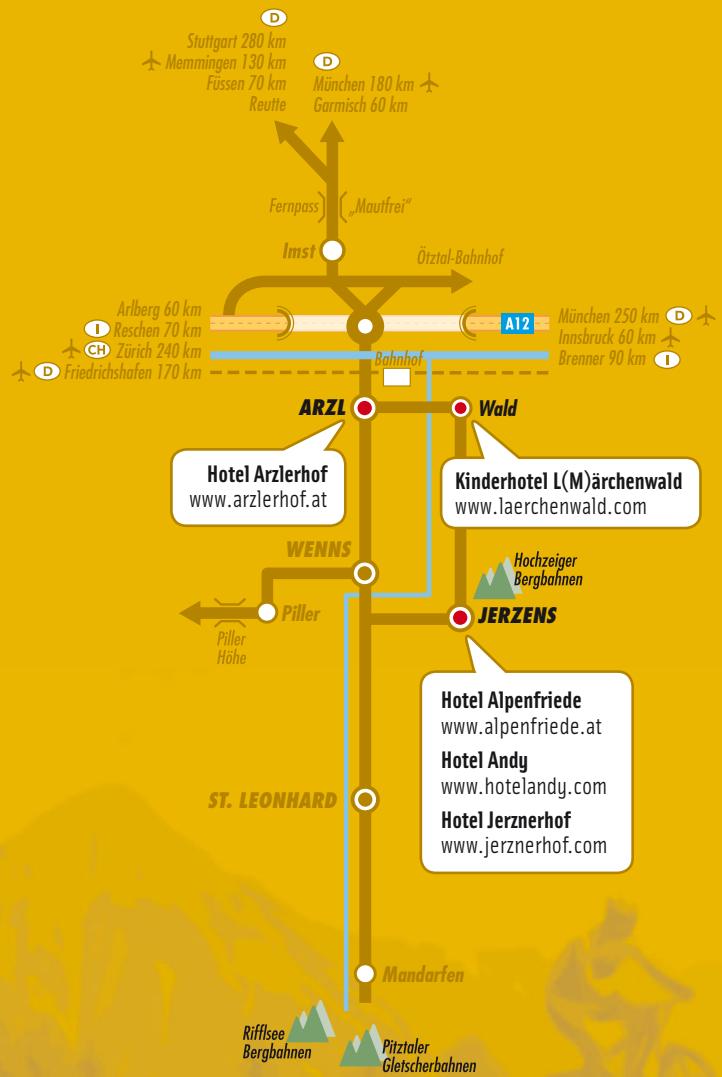 D
Stuttgart 280 km
Memmingen 130 km
Füssen 70 km
Reutte
D
München 180 km
Garmisch 60 km
Fernpass
„Mautfrei“
Imst
Ötztal-Bahnhof
Arlberg 60 km
I Reschen 70 km
CH Zürich 240 km
D Friedrichshafen 170 km
A12
München 250 km D
Innsbruck 60 km
Brenner 90 km I
Bahnhof
ARZL
Wald
Hotel Arzlerhof
www.arzlerhof.at
Kinderhotel L(M)ärchenwald
www.laerchenwald.com
WENNS
Hochzeiger
Bergbahnen
Piller
JERZENS
Piller
Höhe
Hotel Alpenfriede
www.alpenfriede.at
Hotel Andy
www.hotelandy.com
Hotel Jerznerhof
www.jerznerhof.com
ST. LEONHARD
Mandarfen
Rifflsee
Bergbahnen
Pitztaler
Gletscherbahnen